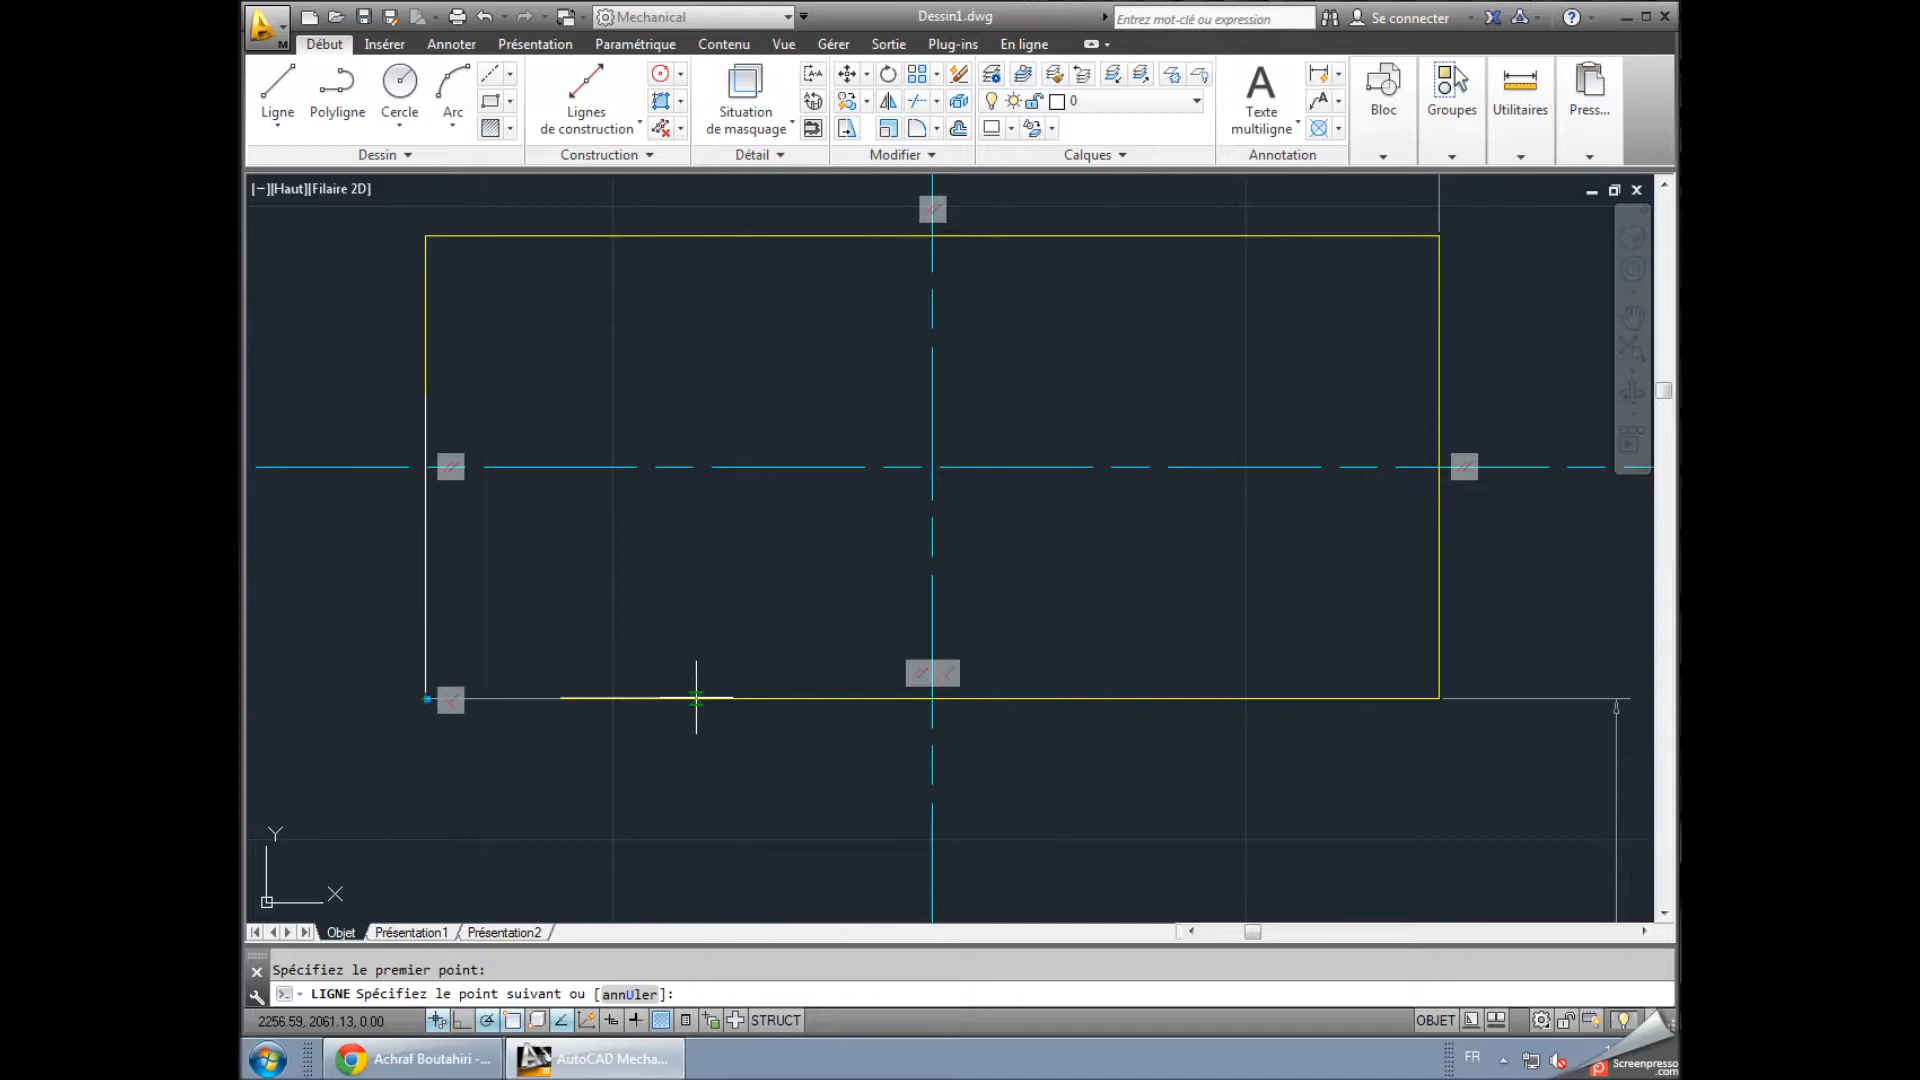 Mechanical
Dessin1.dwg
Entrez mot-clé ou expression
Se connecter
M
Début
Insérer
Annoter
Présentation
Paramétrique
Contenu
Vue
Gérer
Sortie
Plug-ins
En ligne
Ligne
Polyligne
Cercle
Arc
Lignes
de construction
Situation
de masquage
0
A
Texte
multiligne
Bloc
Groupes
Utilitaires
Press...
Dessin
Construction
Détail
Modifier
Calques
Annotation
[−][Haut][Filaire 2D]
Y
X
Objet
Présentation1
Présentation2
Spécifiez le premier point:
LIGNE Spécifiez le point suivant ou [annUler]:
2256.59, 2061.13, 0.00
STRUCT
OBJET
Achraf Boutahiri -...
AutoCAD Mecha...
FR
Screenpresso
.com